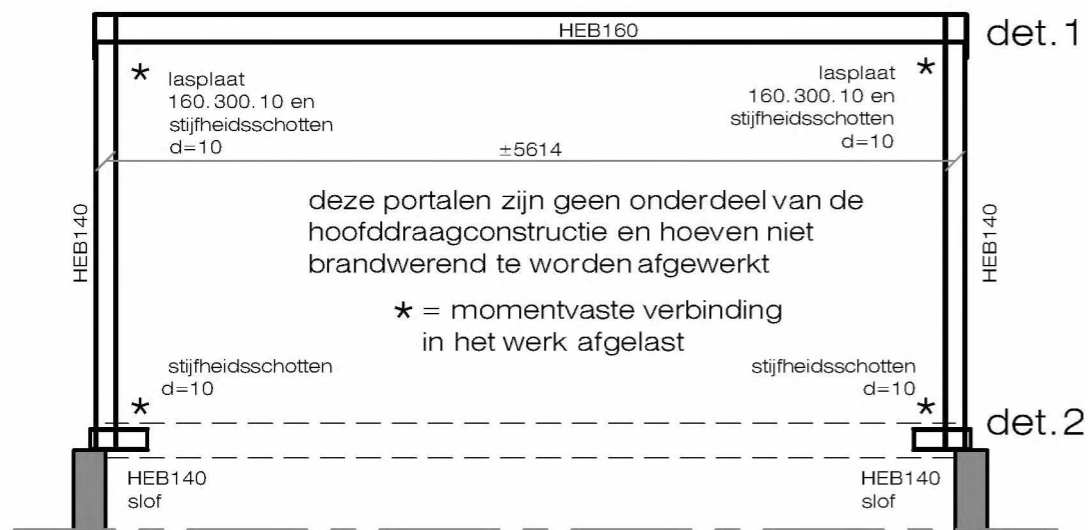 HEB160
det.1
lasplaat
160.300.10 en
stijfheidsschotten
d=10
lasplaat
160.300.10 en
stijfheidsschotten
d=10
±5614
HEB140
HEB140
deze portalen zijn geen onderdeel van de
hoofddraagconstructie en hoeven niet
brandwerend te worden afgewerkt
* = momentvaste verbinding
in het werk afgelast
stijfheidsschotten
d=10
stijfheidsschotten
d=10
det.2
HEB140
slof
HEB140
slof